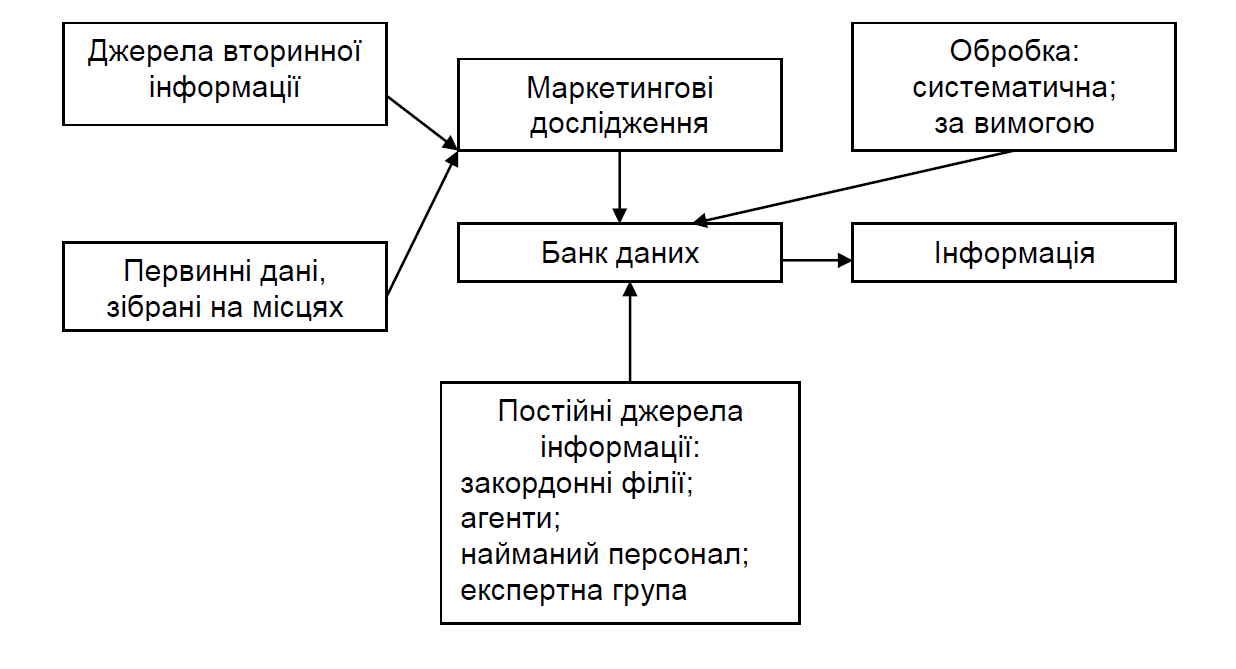 Джерела вторинної
інформації
Маркетингові
дослідження
Обробка:
систематична;
за вимогою
Первинні дані,
зібрані на місцях
Банк даних
Інформація
Постійні джерела
інформації:
закордонні філії;
агенти;
найманий персонал;
експертна група